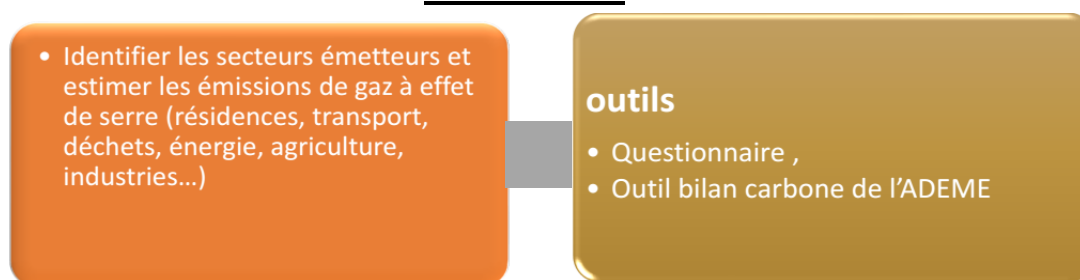 • Identifier les secteurs émetteurs et
estimer les émissions de gaz à effet
de serre (résidences, transport,
déchets, énergie, agriculture,
industries…)
outils
• Questionnaire ,
• Outil bilan carbone de l’ADEME